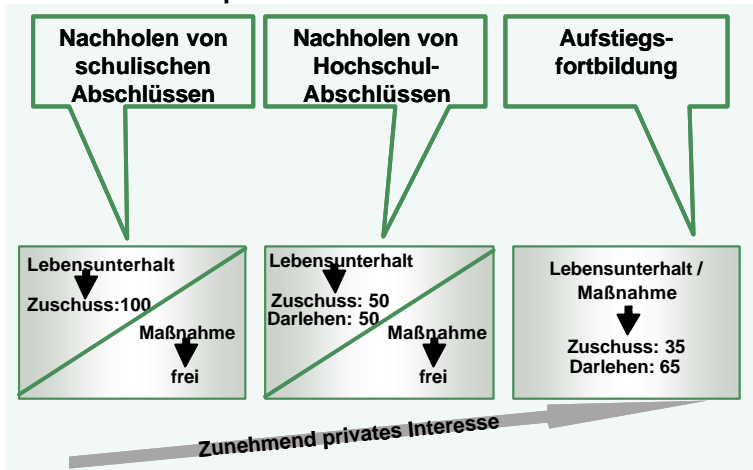 Nachholen von
schulischen
Abschlüssen
Nachholen von
Hochschul-
Abschlüssen
Aufstiegs-
fortbildung
Lebensunterhalt
Zuschuss:100
Maßnahme
frei
Lebensunterhalt
Zuschuss: 50
Darlehen: 50
Maßnahme
frei
Lebensunterhalt /
Maßnahme
Zuschuss: 35
Darlehen: 65
Zunehmend privates Interesse